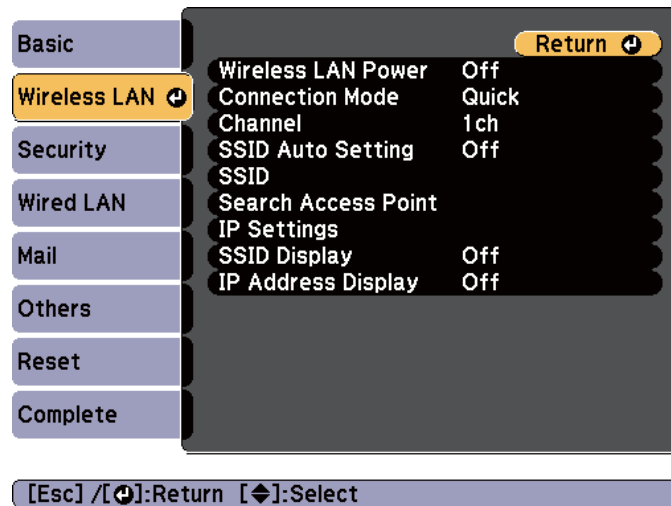 Basic
Wireless LAN
Security
Wired LAN
Mail
Others
Reset
Complete
Return
Wireless LAN Power Off
Connection Mode Quick
Channel 1ch
SSID Auto Setting Off
SSID
Search Access Point
IP Settings
SSID Display Off
IP Address Display Off
[Esc] /[⏎]:Return [◆]:Select